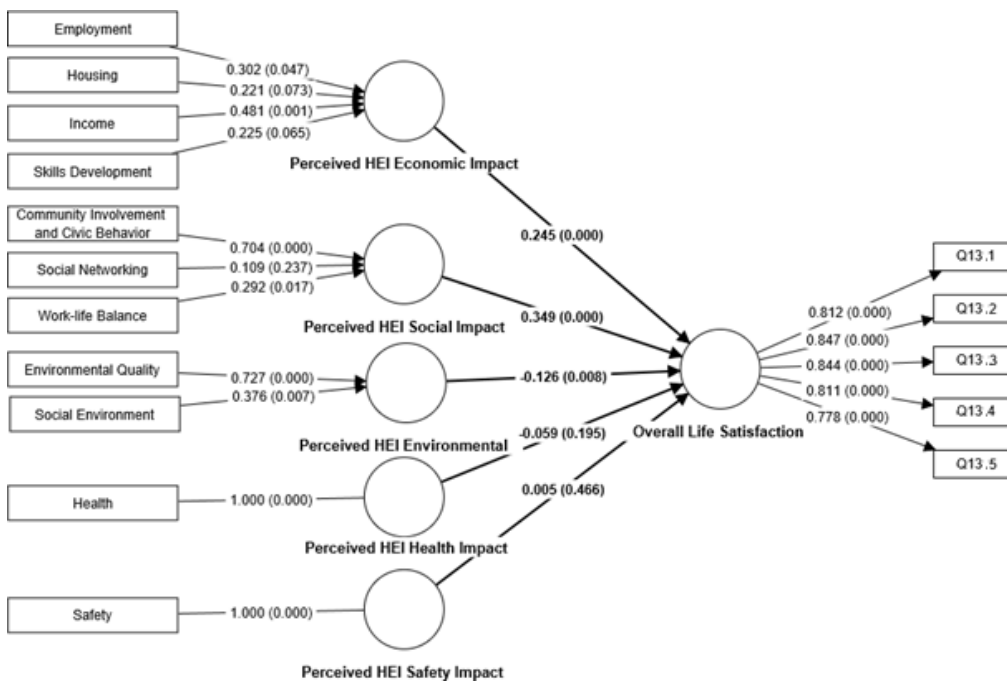 Employment
0.302 (0.047)
Housing
0.221 (0.073)
Income
0.481 (0.001)
0.225 (0.065)
Skills Development
Perceived HEI Economic Impact
0.245 (0.000)
Community Involvement
and Civic Behavior
0.704 (0.000)
Social Networking
0.109 (0.237)
0.292 (0.017)
Work-life Balance
Perceived HEI Social Impact
0.349 (0.000)
Environmental Quality
0.727 (0.000)
0.376 (0.007)
Social Environment
Perceived HEI Environmental
-0.126 (0.008)
Health
1.000 (0.000)
Perceived HEI Health Impact
-0.059 (0.195)
Safety
1.000 (0.000)
Perceived HEI Safety Impact
0.005 (0.466)
Overall Life Satisfaction
0.812 (0.000)
0.847 (0.000)
0.844 (0.000)
0.811 (0.000)
0.778 (0.000)
Q13.1
Q13.2
Q13.3
Q13.4
Q13.5